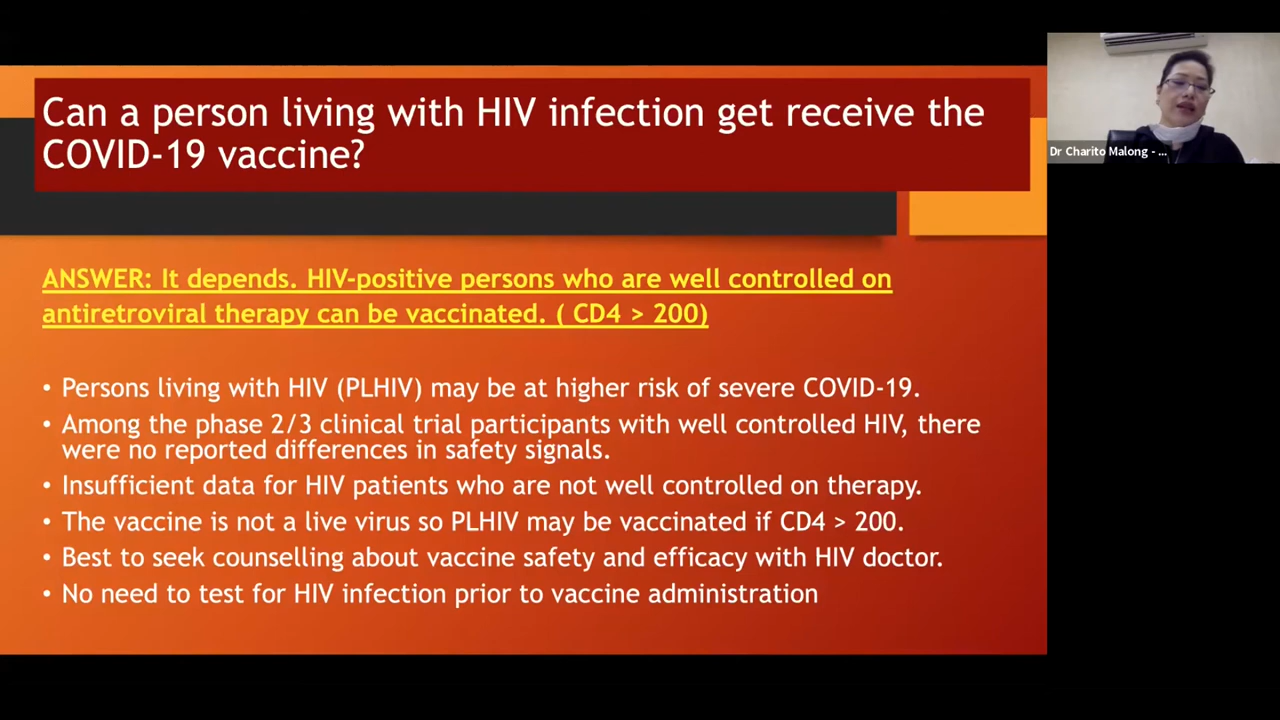 Can a person living with HIV infection get receive the
COVID-19 vaccine?
ANSWER: It depends. HIV-positive persons who are well controlled on
antiretroviral therapy can be vaccinated. ( CD4 > 200)
• Persons living with HIV (PLHIV) may be at higher risk of severe COVID-19.
• Among the phase 2/3 clinical trial participants with well controlled HIV, there
were no reported differences in safety signals.
• Insufficient data for HIV patients who are not well controlled on therapy.
• The vaccine is not a live virus so PLHIV may be vaccinated if CD4 > 200.
• Best to seek counselling about vaccine safety and efficacy with HIV doctor.
• No need to test for HIV infection prior to vaccine administration
Dr Charito Malong - ...